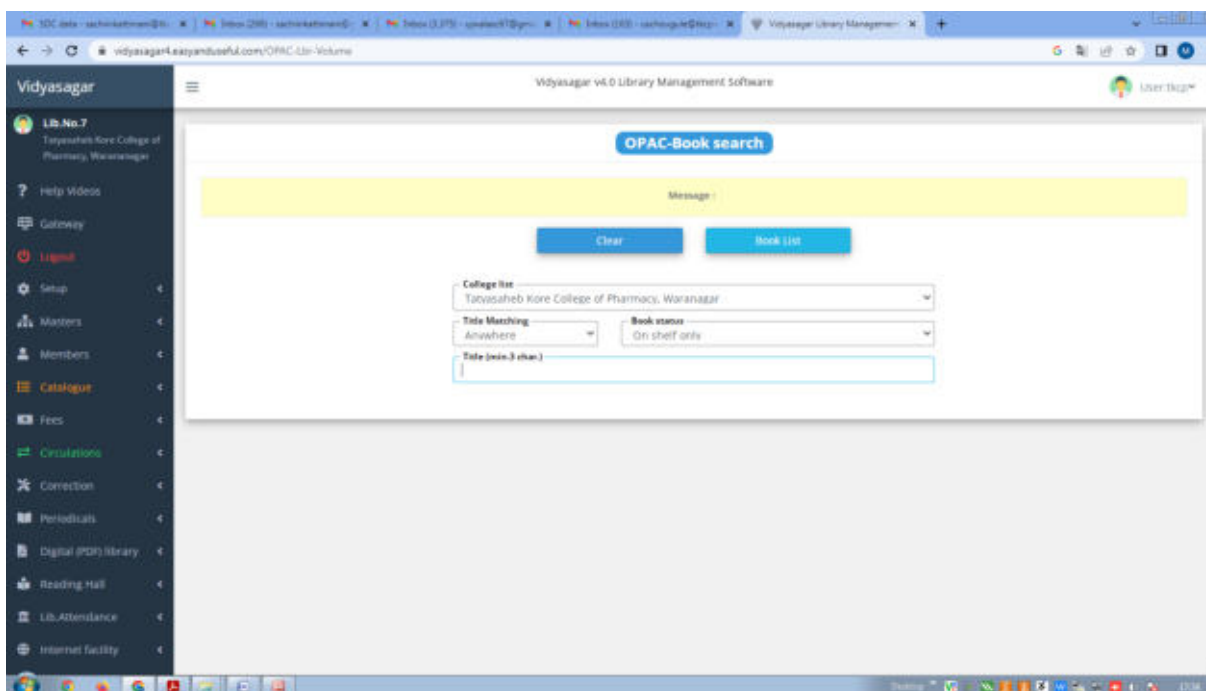 SDC data - sachinkattimani@
vidyasagar4.easyanduseful.com/OPAC-Lbr-Volume
Vidyasagar
Vidyasagar v4.0 Library Management Software
Lib.No.7
Tatyasaheb Kore College of
Pharmacy, Waranagar
OPAC-Book search
Message :
Clear
Book List
College list
Tatyasaheb Kore College of Pharmacy, Waranagar
Title Matching
Book status
Anywhere
On shelf only
Title (min.3 char.)
Help Videos
Gateway
Logout
Setup
Masters
Members
Catalogue
Fees
Circulations
Correction
Periodicals
Digital (PDF) library
Reading Hall
Lib.Attendance
Internet facility